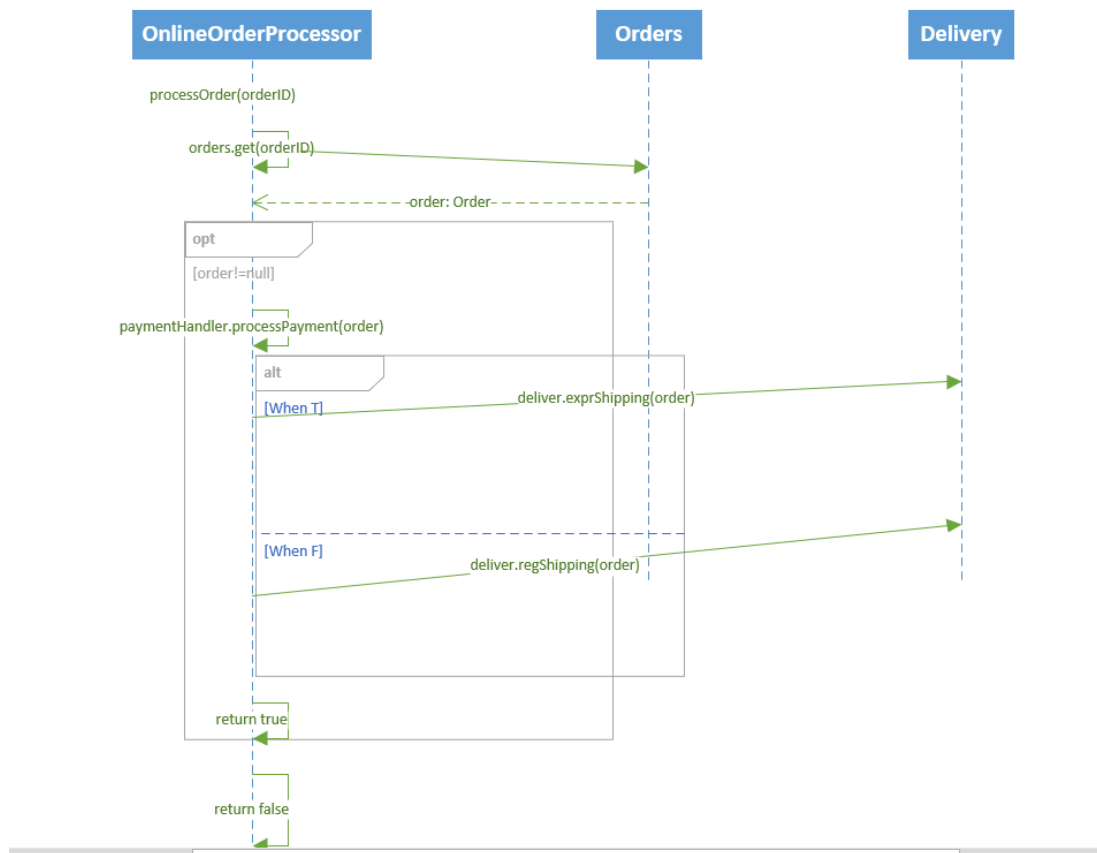 OnlineOrderProcessor
Orders
Delivery
processOrder(orderID)
orders.get(orderID)
order: Order
opt
[order!=null]
paymentHandler.processPayment(order)
alt
deliver.exprShipping(order)
[When T]
[When F]
deliver.regShipping(order)
return true
return false